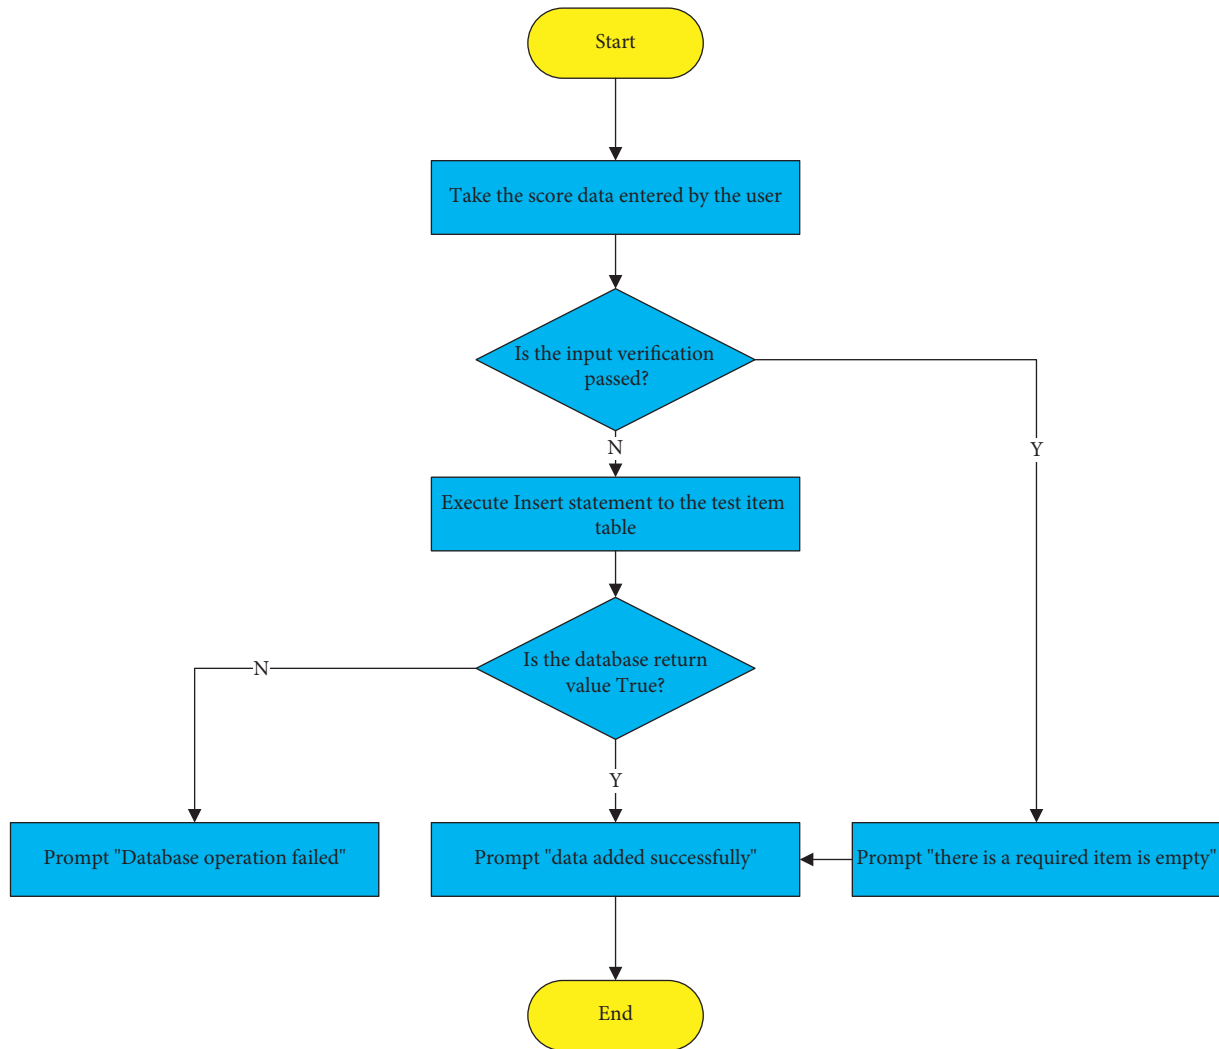 Start
Take the score data entered by the user
Is the input verification
passed?
N
Y
Execute Insert statement to the test item
table
Is the database return
value True?
N
Y
Prompt "Database operation failed"
Prompt "data added successfully"
Prompt "there is a required item is empty"
End